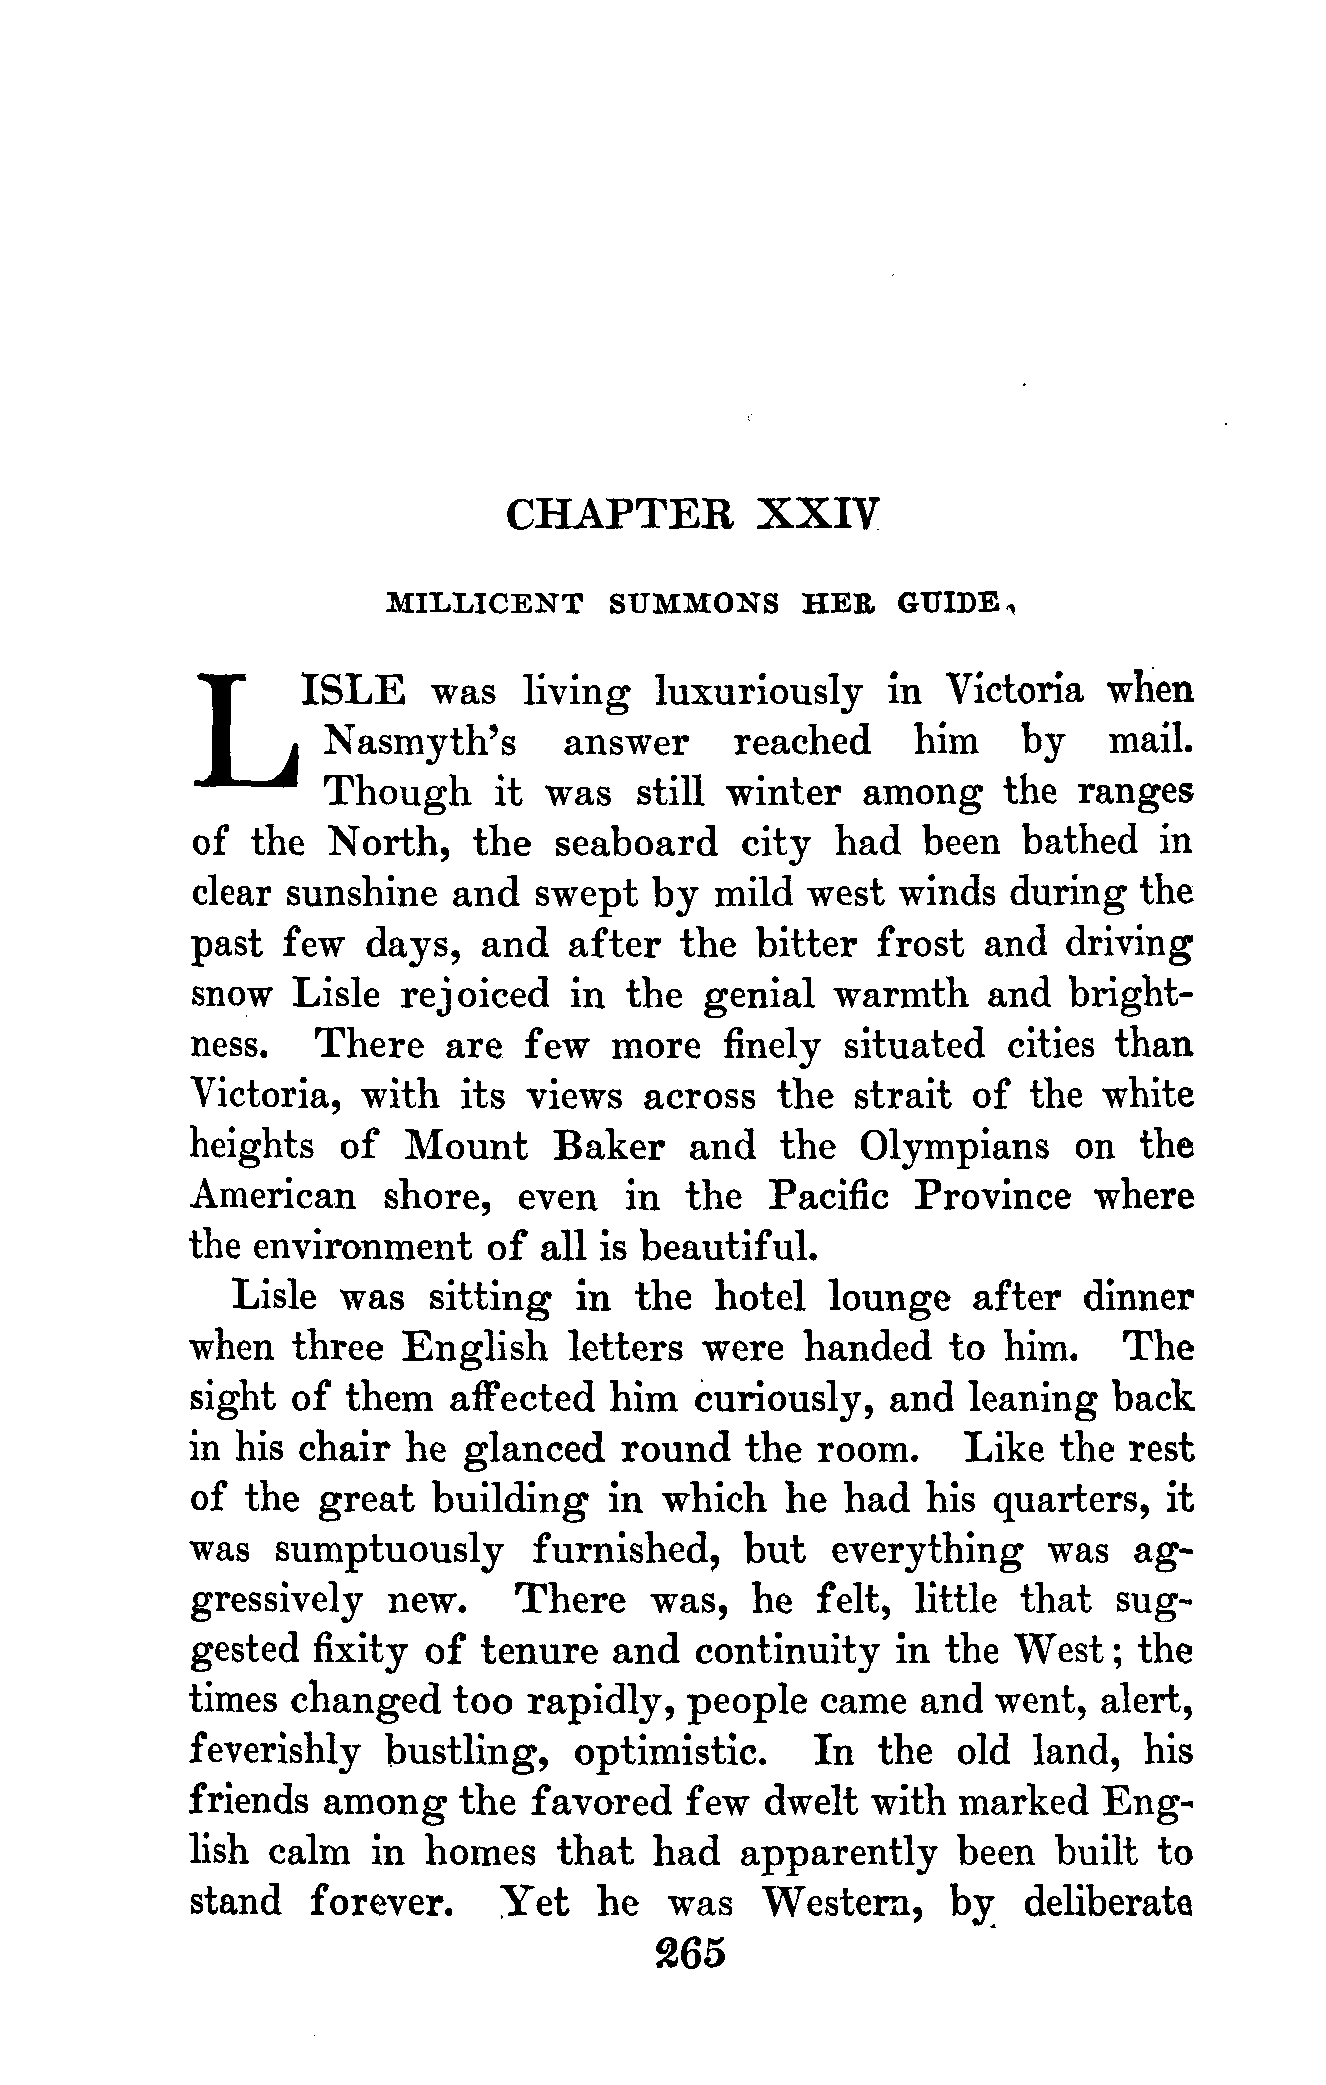 CHAPTER XXIV
MILLICENT SUMMONS HER GUIDE
LISLE was living luxuriously in Victoria when
Nasmyth's answer reached him by mail.
Though it was still winter among the ranges
of the North, the seaboard city had been bathed in
clear sunshine and swept by mild west winds during the
past few days, and after the bitter frost and driving
snow Lisle rejoiced in the genial warmth and bright-
ness. There are few more finely situated cities than
Victoria, with its views across the strait of the white
heights of Mount Baker and the Olympians on the
American shore, even in the Pacific Province where
the environment of all is beautiful.
Lisle was sitting in the hotel lounge after dinner
when three English letters were handed to him. The
sight of them affected him curiously, and leaning back
in his chair he glanced round the room. Like the rest
of the great building in which he had his quarters, it
was sumptuously furnished, but everything was ag-
gressively new. There was, he felt, little that sug-
gested fixity of tenure and continuity in the West; the
times changed too rapidly, people came and went, alert,
feverishly bustling, optimistic. In the old land, his
friends among the favored few dwelt with marked Eng-
lish calm in homes that had apparently been built to
stand forever. Yet he was Western, by deliberate
265